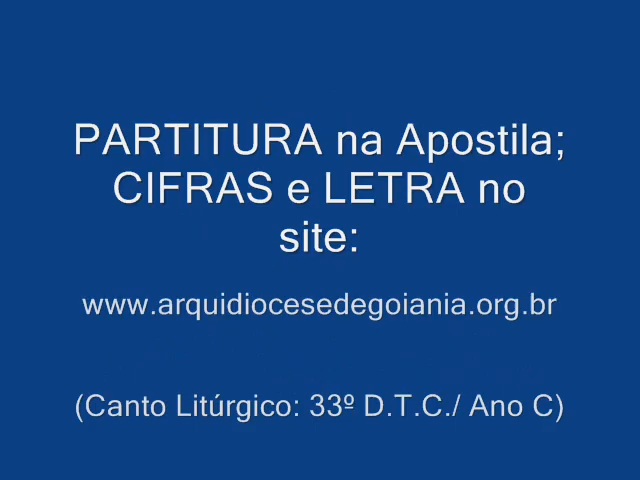 PARTITURA na Apostila;
CIFRAS e LETRA no
site:
www.arquidiocesedegoiania.org.br
(Canto Litúrgico: 33º D.T.C./ Ano C)